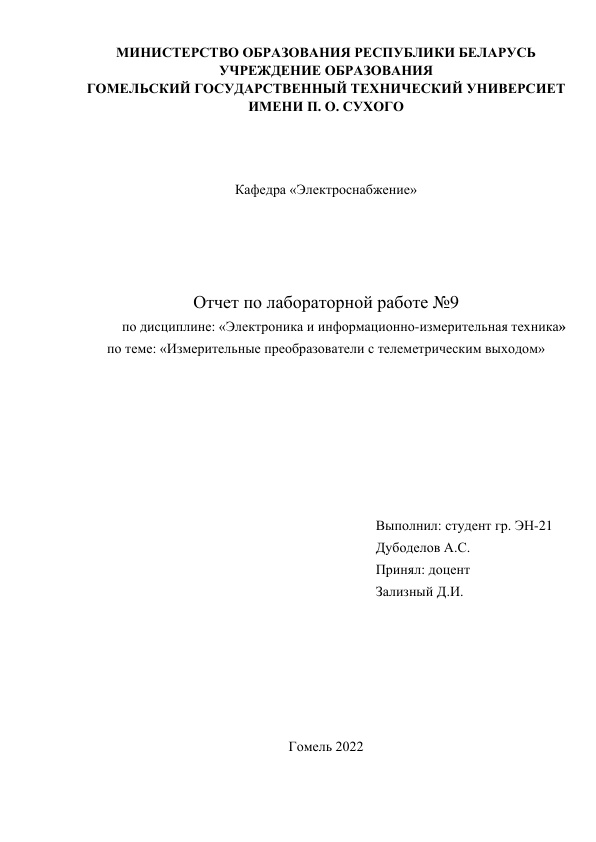 МИНИСТЕРСТВО ОБРАЗОВАНИЯ РЕСПУБЛИКИ БЕЛАРУСЬ
УЧРЕЖДЕНИЕ ОБРАЗОВАНИЯ
ГОМЕЛЬСКИЙ ГОСУДАРСТВЕННЫЙ ТЕХНИЧЕСКИЙ УНИВЕРСИЕТ
ИМЕНИ П. О. СУХОГО
Кафедра «Электроснабжение»
Отчет по лабораторной работе №9
по дисциплине: «Электроника и информационно-измерительная техника»
по теме: «Измерительные преобразователи с телеметрическим выходом»
Выполнил: студент гр. ЭН-21
Дубоделов А.С.
Принял: доцент
Зализный Д.И.
Гомель 2022